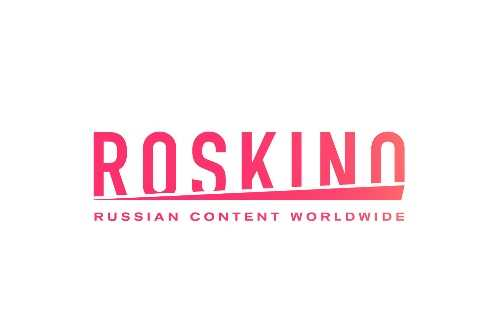 ROSKINO
RUSSIAN CONTENT WORLDWIDE